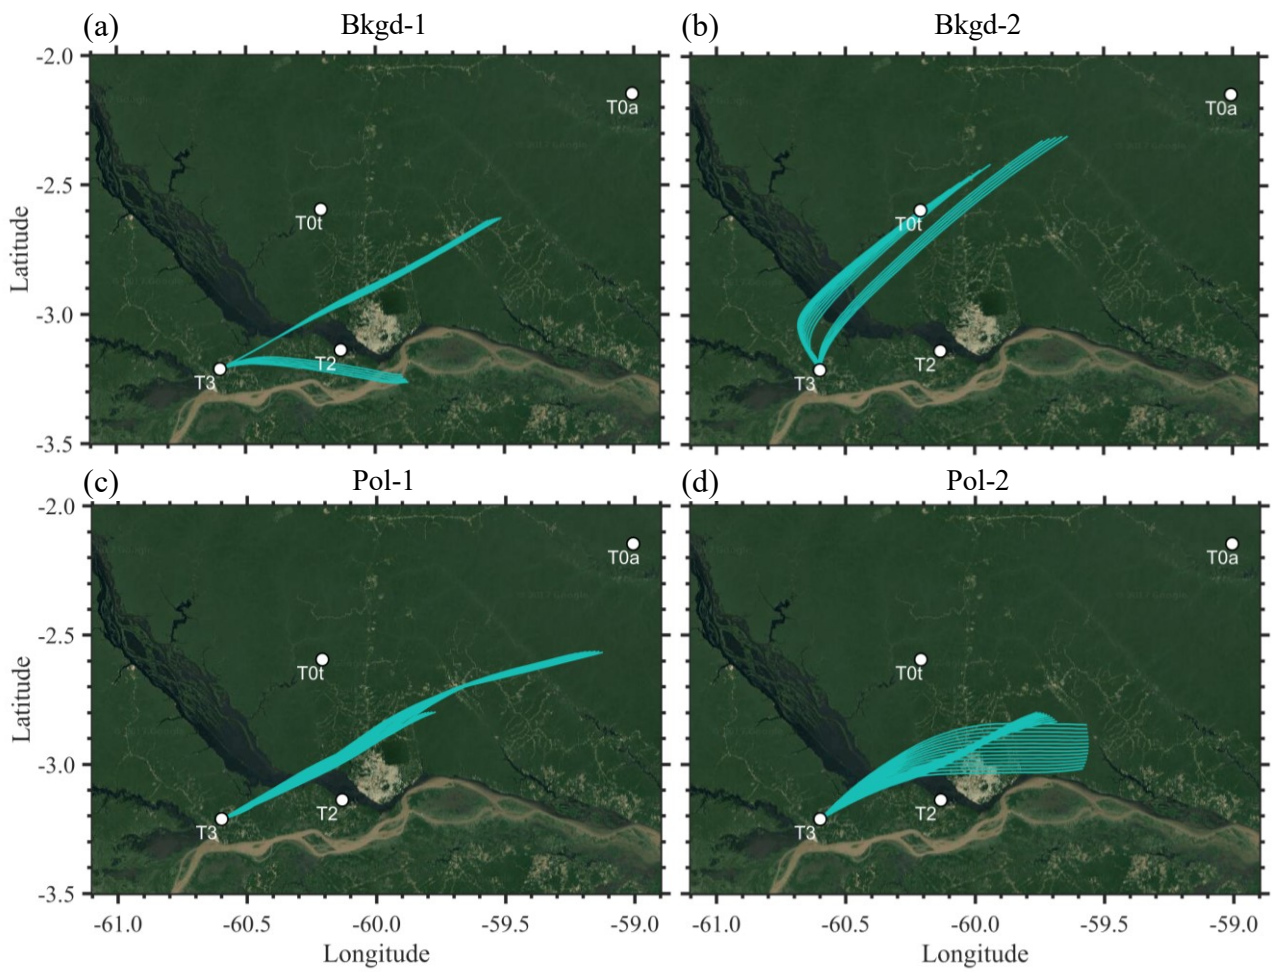 (a) Bkgd-1
(b) Bkgd-2
-2.0
-2.5
-3.0
-3.5
Latitude
T0a
T0t
T2
T3
T0a
T0t
T2
T3
(c) Pol-1
(d) Pol-2
-2.0
-2.5
-3.0
-3.5
Latitude
T0a
T0t
T2
T3
T0a
T0t
T2
T3
-61.0 -60.5 -60.0 -59.5 -59.0
-61.0 -60.5 -60.0 -59.5 -59.0
Longitude
Longitude